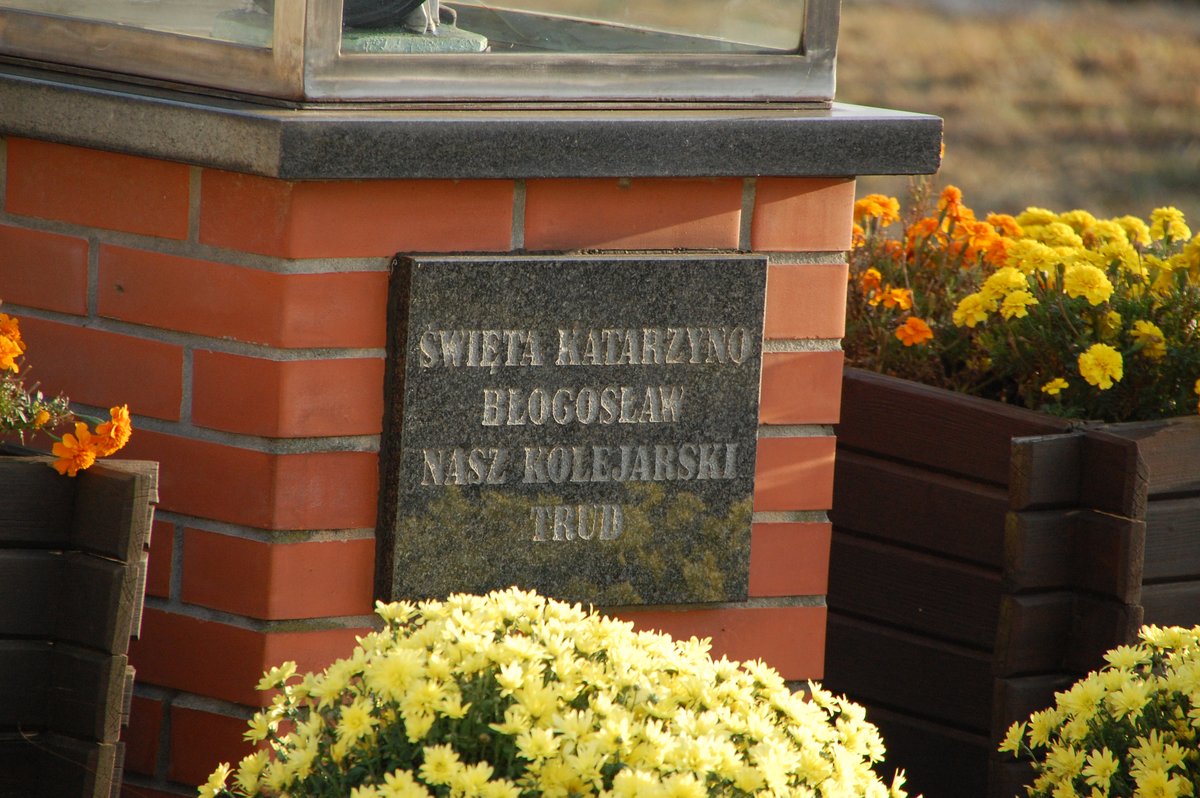 ŚWIĘTA KATARZYNO
BŁOGOSŁAW
NASZ KOLEJARSKI
TRUD